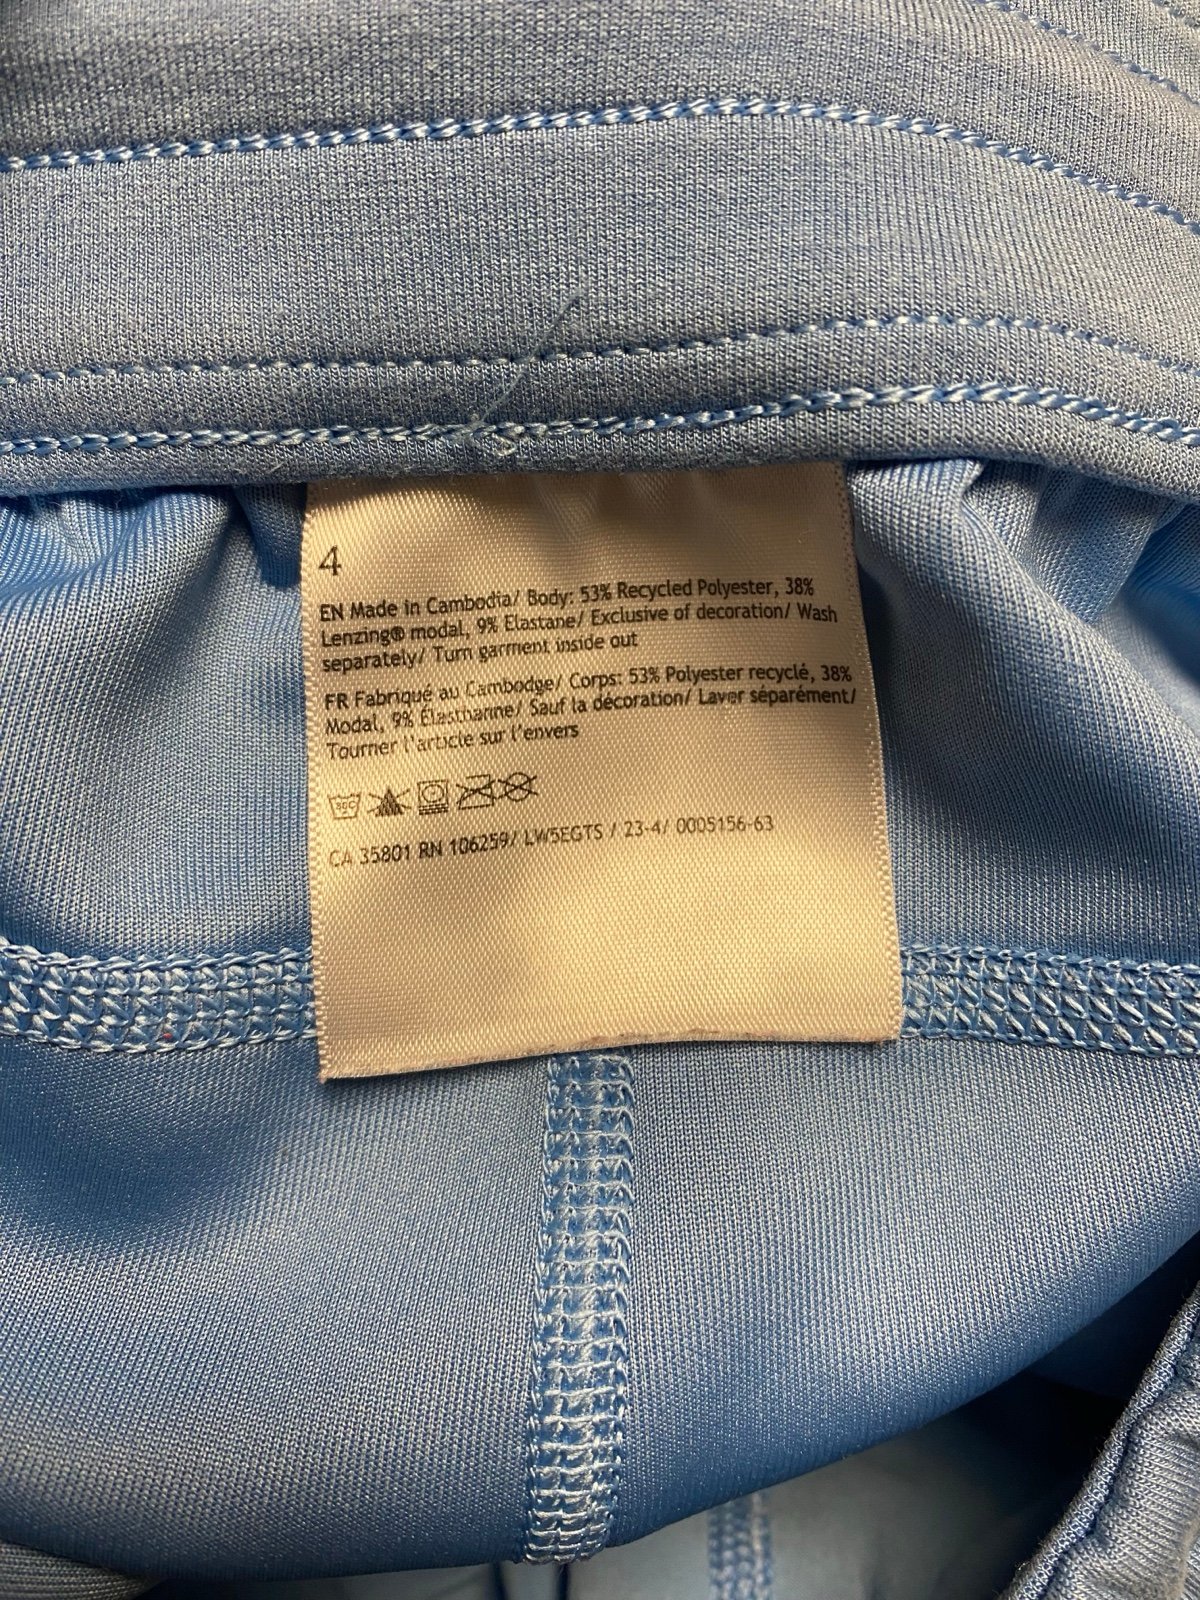 4
EN Made in Cambodia/ Body: 53% Recycled Polyester, 38%
Lenzing® modal, 9% Elastane/ Exclusive of decoration/ Wash
separately/ Turn garment inside out
FR Fabriqué au Cambodge/ Corps: 53% Polyester recyclé, 38%
Modal, 9% Élasthanne/ Sauf la décoration/ Laver séparément/
Tourner l'article sur l'envers
30C
CA 35801 RN 106259/ LW5EGTS / 23-4/ 0005156-63